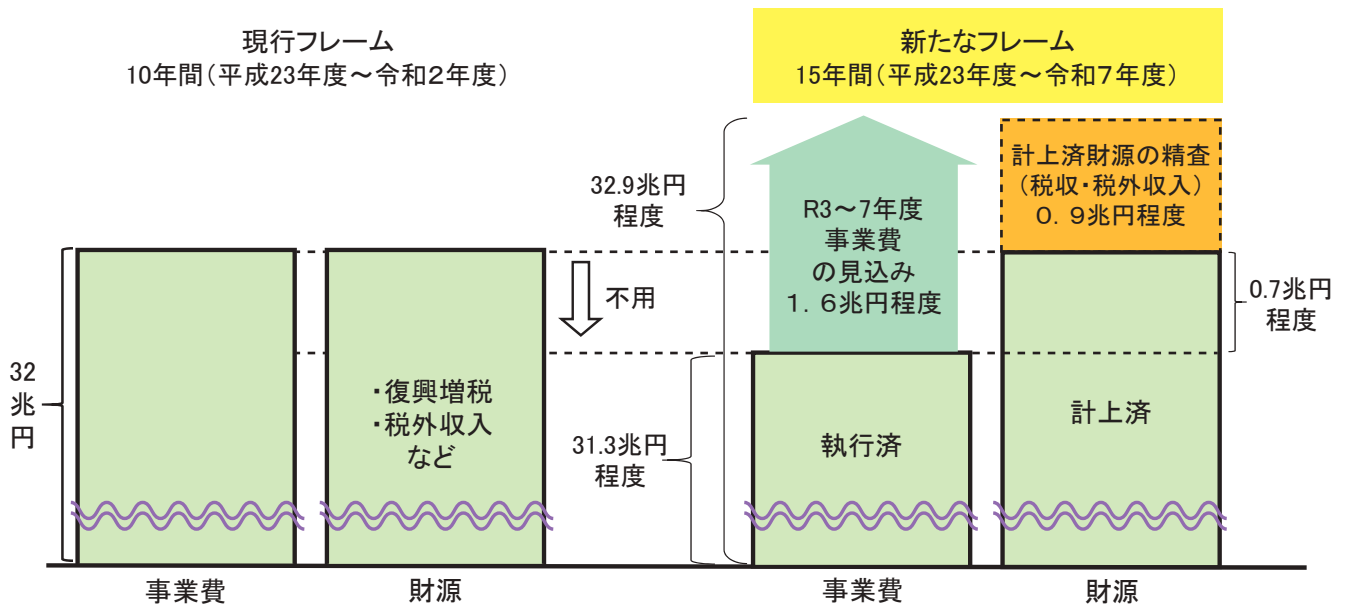 現行フレーム
10年間（平成23年度～令和２年度）
新たなフレーム
15年間（平成23年度～令和７年度）
32
兆
円
・復興増税
・税外収入
など
不用
32.9兆円
程度
31.3兆円
程度
R3～7年度
事業費
の見込み
１．６兆円程度
執行済
計上済財源の精査
（税収・税外収入）
０．９兆円程度
計上済
0.7兆円
程度
事業費
財源
事業費
財源